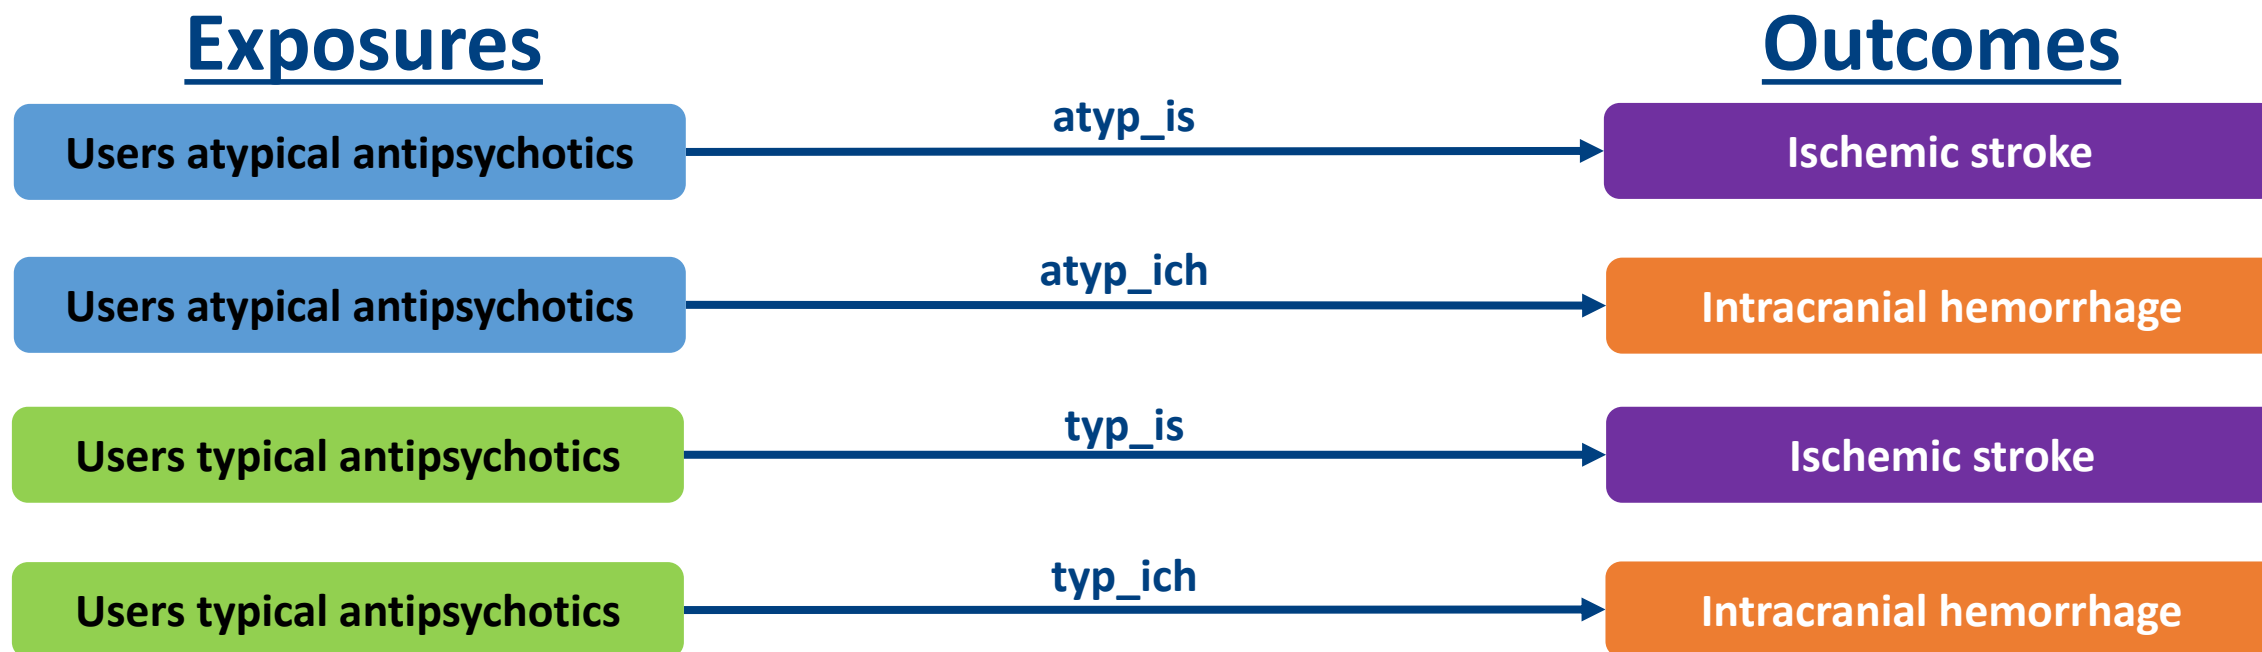 Exposures
Outcomes
Users atypical antipsychotics
atyp_is
Ischemic stroke
Users atypical antipsychotics
atyp_ich
Intracranial hemorrhage
Users typical antipsychotics
typ_is
Ischemic stroke
Users typical antipsychotics
typ_ich
Intracranial hemorrhage